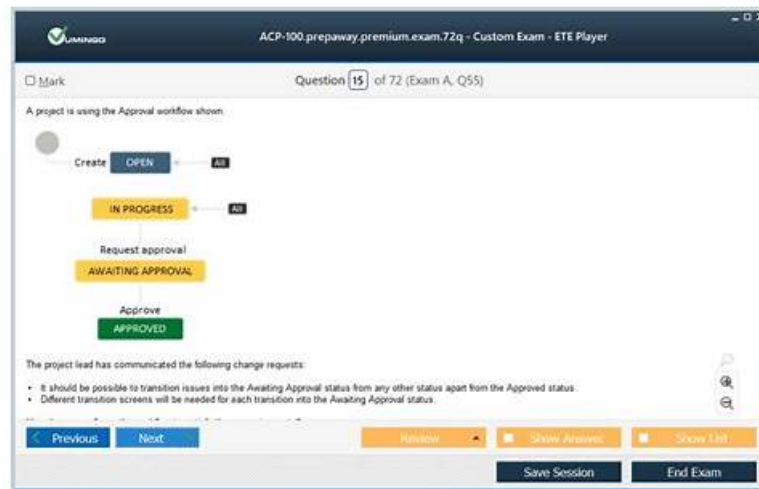 VUMINGO
ACP-100.prepaway.premium.exam.72q - Custom Exam - ETE Player
Mark
Question 15 of 72 (Exam A, Q55)
A project is using the Approval workflow shown.
Create OPEN All
IN PROGRESS All
Request approval
AWAITING APPROVAL
Approve
APPROVED
The project lead has communicated the following change requests:
• It should be possible to transition issues into the Awaiting Approval status from any other status apart from the Approved status.
• Different transition screens will be needed for each transition into the Awaiting Approval status.
Previous Next Review Show Answer Show List
Save Session End Exam